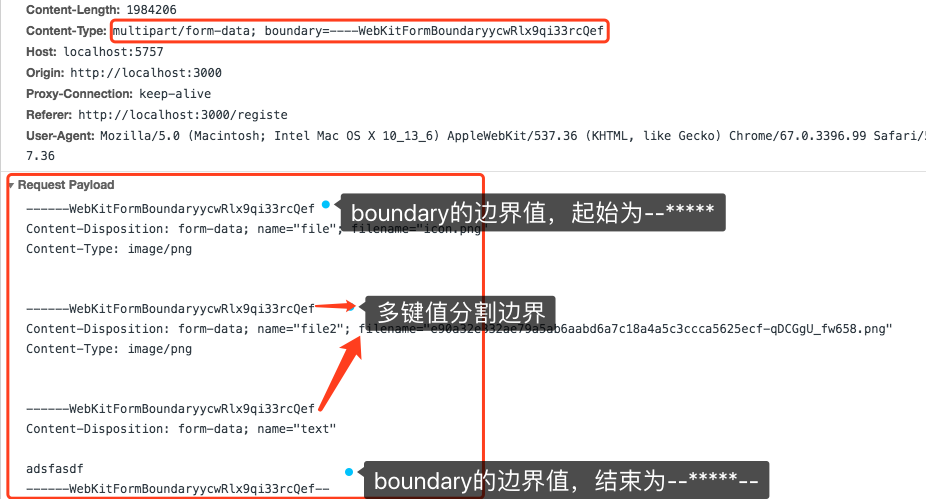 Content-Length: 1984206
Content-Type: multipart/form-data; boundary=----WebKitFormBoundaryycwRlx9qi33rcQef
Host: localhost:5757
Origin: http://localhost:3000
Proxy-Connection: keep-alive
Referer: http://localhost:3000/registe
User-Agent: Mozilla/5.0 (Macintosh; Intel Mac OS X 10_13_6) AppleWebKit/537.36 (KHTML, like Gecko) Chrome/67.0.3396.99 Safari/5
7.36
Request Payload
------WebKitFormBoundaryycwRlx9qi33rcQef
boundary的边界值，起始为--*****
Content-Disposition: form-data; name="file"; filename="icon.png"
Content-Type: image/png
------WebKitFormBoundaryycwRlx9qi33rcQef
多键值分割边界
Content-Disposition: form-data; name="file2"; filename="e90a32e332ae79a5ab6aabd6a7c18a4a5c3ccca5625ecf-qDCGgU_fw658.png"
Content-Type: image/png
------WebKitFormBoundaryycwRlx9qi33rcQef
Content-Disposition: form-data; name="text"
adsfasdf
boundary的边界值，结束为--*****--
------WebKitFormBoundaryycwRlx9qi33rcQef--